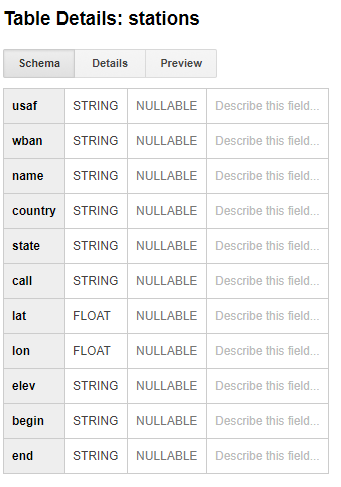 Table Details: stations
Schema Details Preview
usaf STRING NULLABLE Describe this field...
wban STRING NULLABLE Describe this field...
name STRING NULLABLE Describe this field...
country STRING NULLABLE Describe this field...
state STRING NULLABLE Describe this field...
call STRING NULLABLE Describe this field...
lat FLOAT NULLABLE Describe this field...
lon FLOAT NULLABLE Describe this field...
elev STRING NULLABLE Describe this field...
begin STRING NULLABLE Describe this field...
end STRING NULLABLE Describe this field...